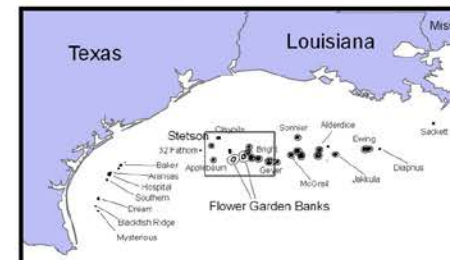 Texas
Louisiana
Miss
Stetson
Sonnier
Alderdice
Sackett
32 Fathom
Bright
Ewing
Applebaum
Geyer
Diaphus
Baker
Aransas
McGrail
Jakkula
Hospital
Southern
Flower Garden Banks
Dream
Blackfish Ridge
Mysterious